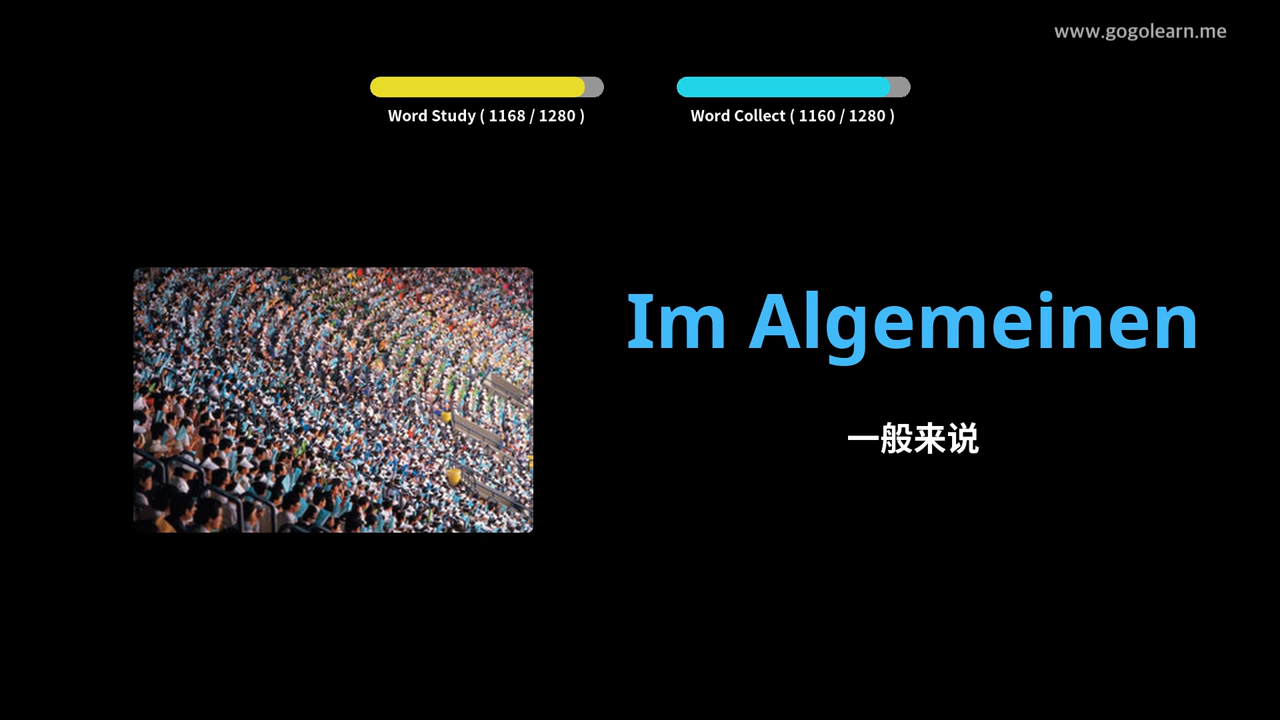 www.gogolearn.me
Word Study ( 1168 / 1280 )
Word Collect ( 1160 / 1280 )
Im Algemeinen
一般来说